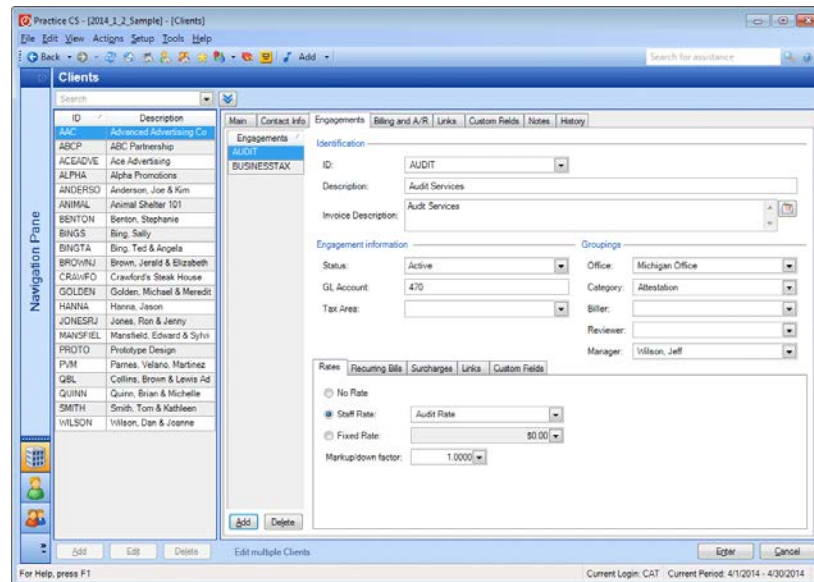 Practice CS - [2014_1_2_Sample] - [Clients]
File Edit View Actions Setup Tools Help
Back Add Search for assistance
Clients
Search
ID Description
AAC Advanced Advertising Co
ABCP ABC Partnership
ACEADVE Ace Advertising
ALPHA Alpha Promotions
ANDERSO Anderson, Joe & Kim
ANIMAL Animal Shelter 101
BENTON Benton, Stephanie
BINGS Bing, Sally
BINGTA Bing, Ted & Angela
BROWNJ Brown, Jerald & Elizabeth
CRAWFO Crawford's Steak House
GOLDEN Golden, Michael & Meredit
HANNA Hanna, Jason
JONESRJ Jones, Ron & Jenny
MANSFIEL Mansfield, Edward & Sylvi
PROTO Prototype Design
PVM Parnes, Velano, Martinez
QBL Collins, Brown & Lewis Ad
QUINN Quinn, Brian & Michelle
SMITH Smith, Tom & Kathleen
WILSON Wilson, Dan & Joanne
Navigation Pane
Main Contact Info Engagements Billing and A/R Links Custom Fields Notes History
Engagements
AUDIT
BUSINESSTAX
Identification
ID: AUDIT
Description: Audit Services
Invoice Description: Audit Services
Engagement information
Status: Active
GL Account: 470
Tax Area:
Groupings
Office: Michigan Office
Category: Attestation
Biller:
Reviewer:
Manager: Wilson, Jeff
Rates Recurring Bills Surcharges Links Custom Fields
No Rate
Staff Rate: Audit Rate
Fixed Rate: $0.00
Markup/down factor: 1.0000
Add Delete
Add Edit Delete Edit multiple Clients Enter Cancel
For Help, press F1 Current Login: CAT Current Period: 4/1/2014 - 4/30/2014